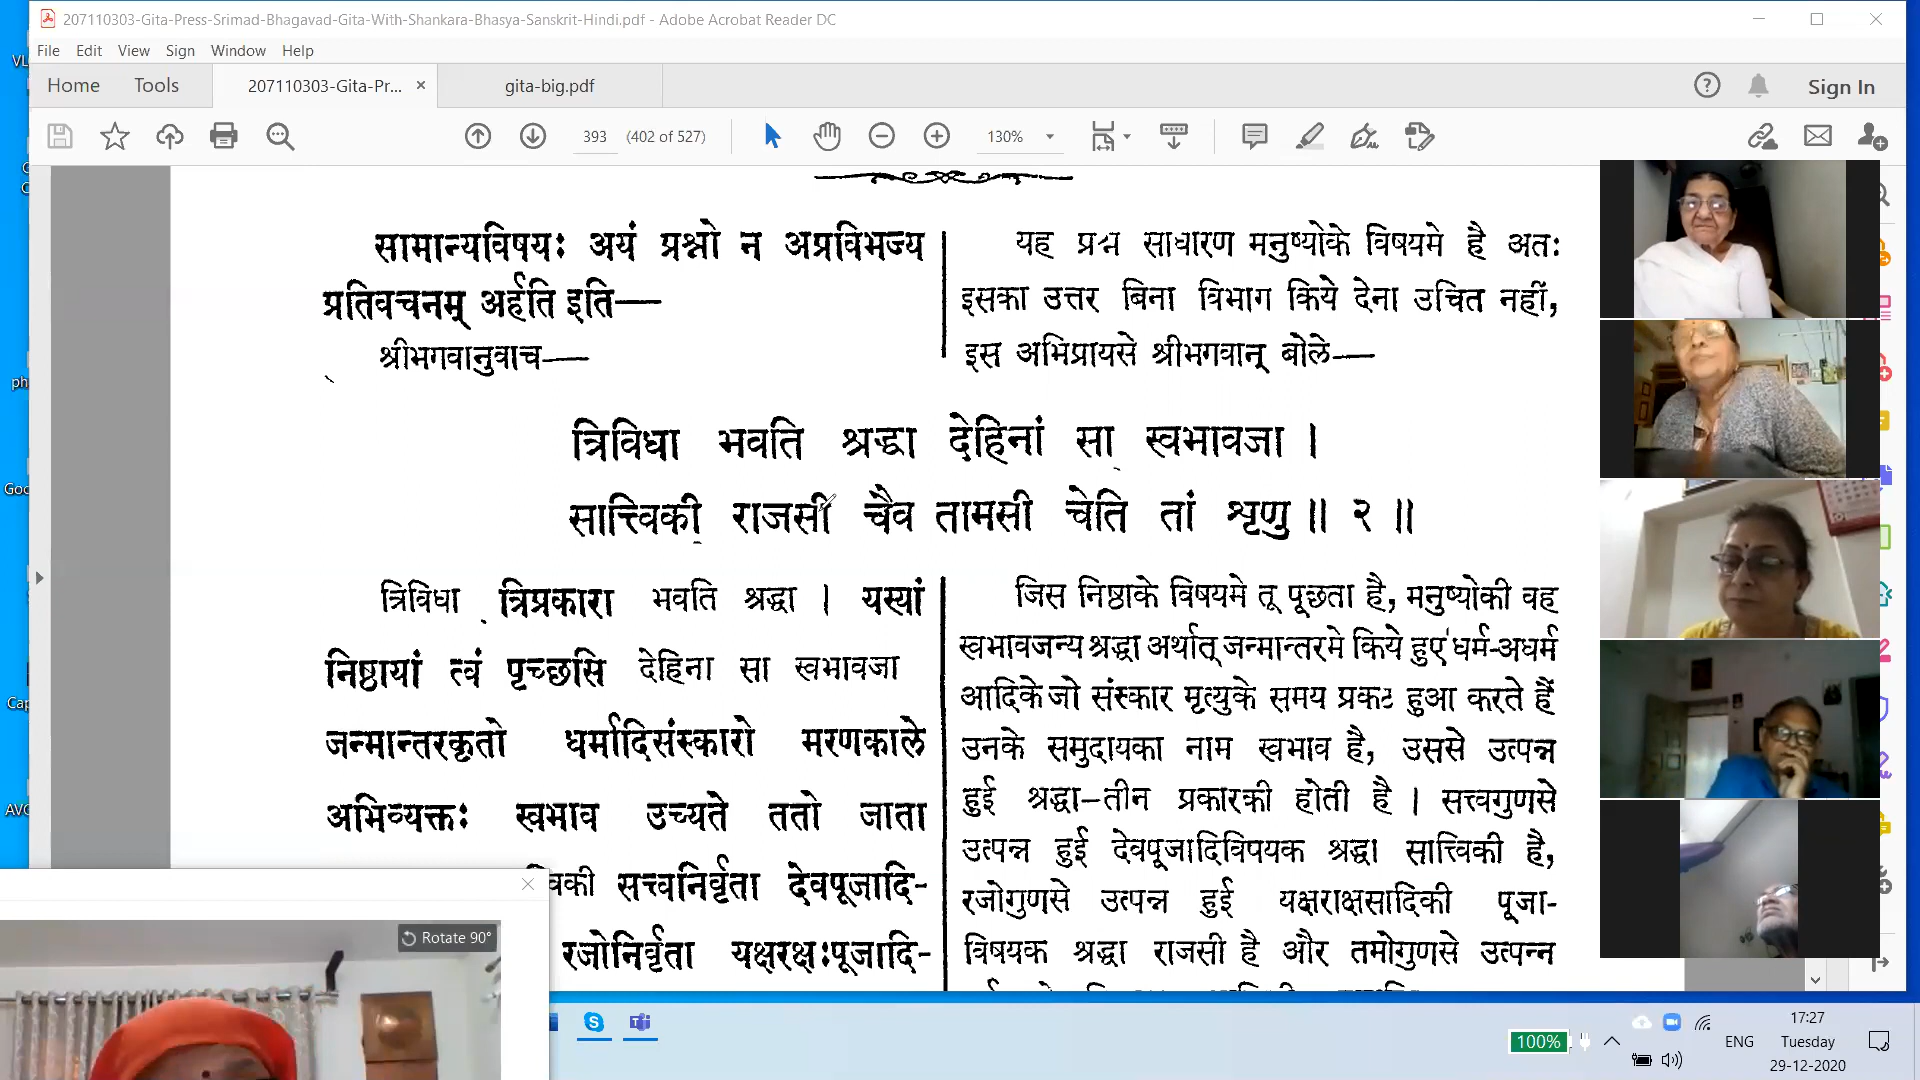 207110303-Gita-Press-Srimad-Bhagavad-Gita-With-Shankara-Bhasya-Sanskrit-Hindi.pdf - Adobe Acrobat Reader DC
File Edit View Sign Window Help
Home Tools 207110303-Gita-Pr... × gita-big.pdf Sign In
393 (402 of 527) 130%
सामान्यविषयः अयं प्रश्नो न अप्रविभज्य
प्रतिवचनम् अर्हति इति—
श्रीभगवानुवाच—
यह प्रश्न साधारण मनुष्योके विषयमे है अतः
इसका उत्तर बिना विभाग किये देना उचित नहीं,
इस अभिप्रायसे श्रीभगवान् बोले—
त्रिविधा भवति श्रद्धा देहिनां सा स्वभावजा ।
सात्त्विकी राजसी चैव तामसी चेति तां शृणु ॥ २ ॥
त्रिविधा त्रिप्रकारा भवति श्रद्धा । यस्यां
निष्ठायां त्वं पृच्छसि देहिना सा स्वभावजा
जन्मान्तरकृतो धर्मादिसंस्कारो मरणकाले
अभिव्यक्तः स्वभाव उच्यते ततो जाता
सत्त्वनिर्वृता देवपूजादि-
रजोनिर्वृता यक्षरक्षःपूजादि-
जिस निष्ठाके विषयमे तू पूछता है, मनुष्योकी वह
स्वभावजन्य श्रद्धा अर्थात् जन्मान्तरमे किये हुए धर्म-अधर्म
आदिके जो संस्कार मृत्युके समय प्रकट हुआ करते हैं
उनके समुदायका नाम स्वभाव है, उससे उत्पन्न
हुई श्रद्धा–तीन प्रकारकी होती है । सत्त्वगुणसे
उत्पन्न हुई देवपूजादिविषयक श्रद्धा सात्त्विकी है,
रजोगुणसे उत्पन्न हुई यक्षराक्षसादिकी पूजा-
विषयक श्रद्धा राजसी है और तमोगुणसे उत्पन्न
Rotate 90°
100% ENG
17:27
Tuesday
29-12-2020